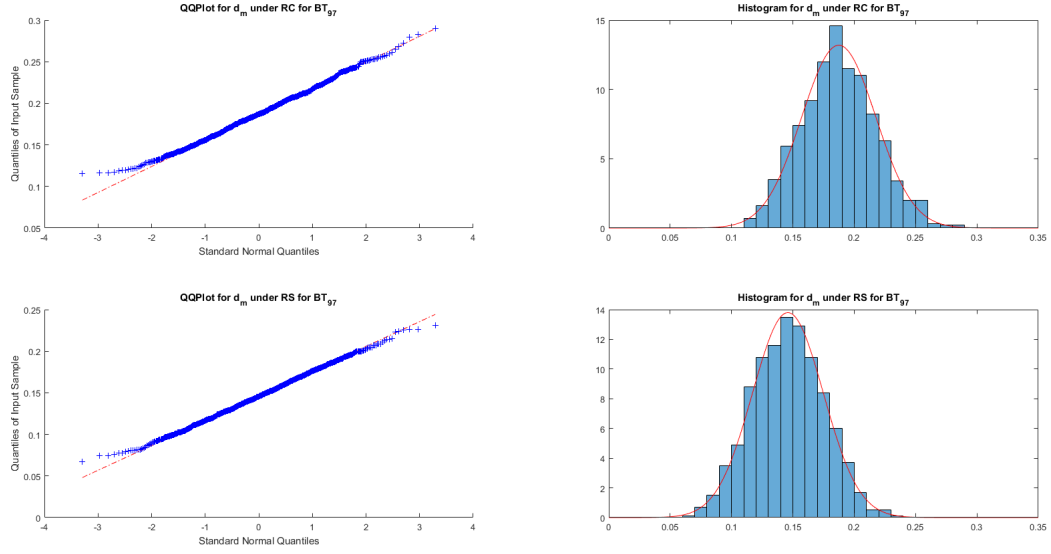 QQPlot for d_m under RC for BT_97
Quantiles of Input Sample
0.3
0.25
0.2
0.15
0.1
0.05
-4 -3 -2 -1 0 1 2 3 4
Standard Normal Quantiles
Histogram for d_m under RC for BT_97
15
10
5
0
0 0.05 0.1 0.15 0.2 0.25 0.3 0.35
QQPlot for d_m under RS for BT_97
Quantiles of Input Sample
0.25
0.2
0.15
0.1
0.05
0
-4 -3 -2 -1 0 1 2 3 4
Standard Normal Quantiles
Histogram for d_m under RS for BT_97
14
12
10
8
6
4
2
0
0 0.05 0.1 0.15 0.2 0.25 0.3 0.35